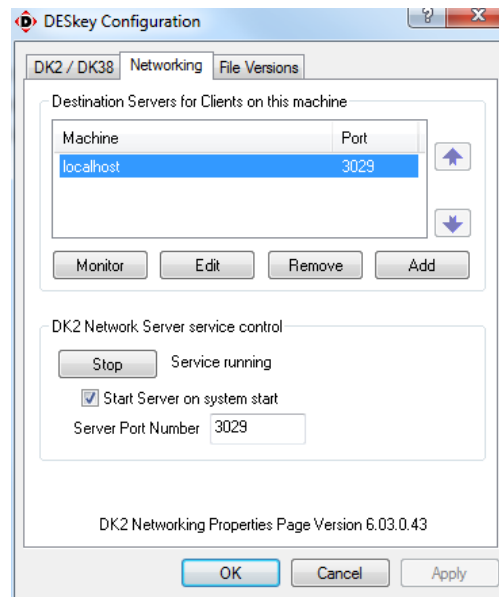 DESkey Configuration
DK2 / DK38 Networking File Versions
Destination Servers for Clients on this machine
Machine Port
localhost 3029
Monitor Edit Remove Add
DK2 Network Server service control
Stop Service running
Start Server on system start
Server Port Number 3029
DK2 Networking Properties Page Version 6.03.0.43
OK Cancel Apply